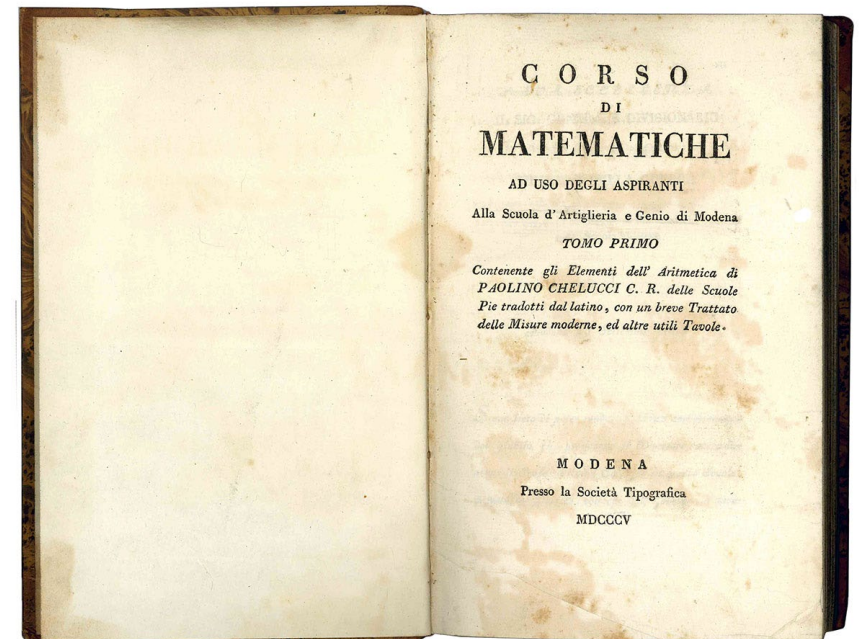 CORSO
DI
MATEMATICHE
AD USO DEGLI ASPIRANTI
Alla Scuola d'Artiglieria e Genio di Modena
TOMO PRIMO
Contenente gli Elementi dell' Aritmetica di
PAOLINO CHELUCCI C. R. delle Scuole
Pie tradotti dal latino, con un breve Trattato
delle Misure moderne, ed altre utili Tavole.
MODENA
Presso la Società Tipografica
MDCCCV